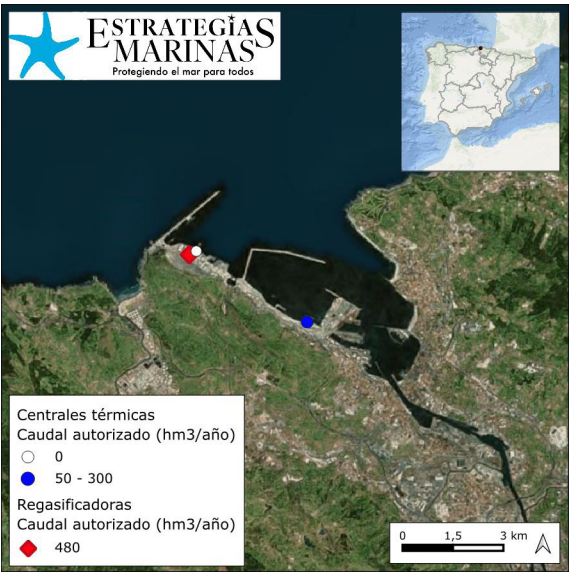 ESTRATEGIAS
MARINAS
Protegiendo el mar para todos
Centrales térmicas
Caudal autorizado (hm3/año)
0
50 - 300
Regasificadoras
Caudal autorizado (hm3/año)
480
0 1,5 3 km